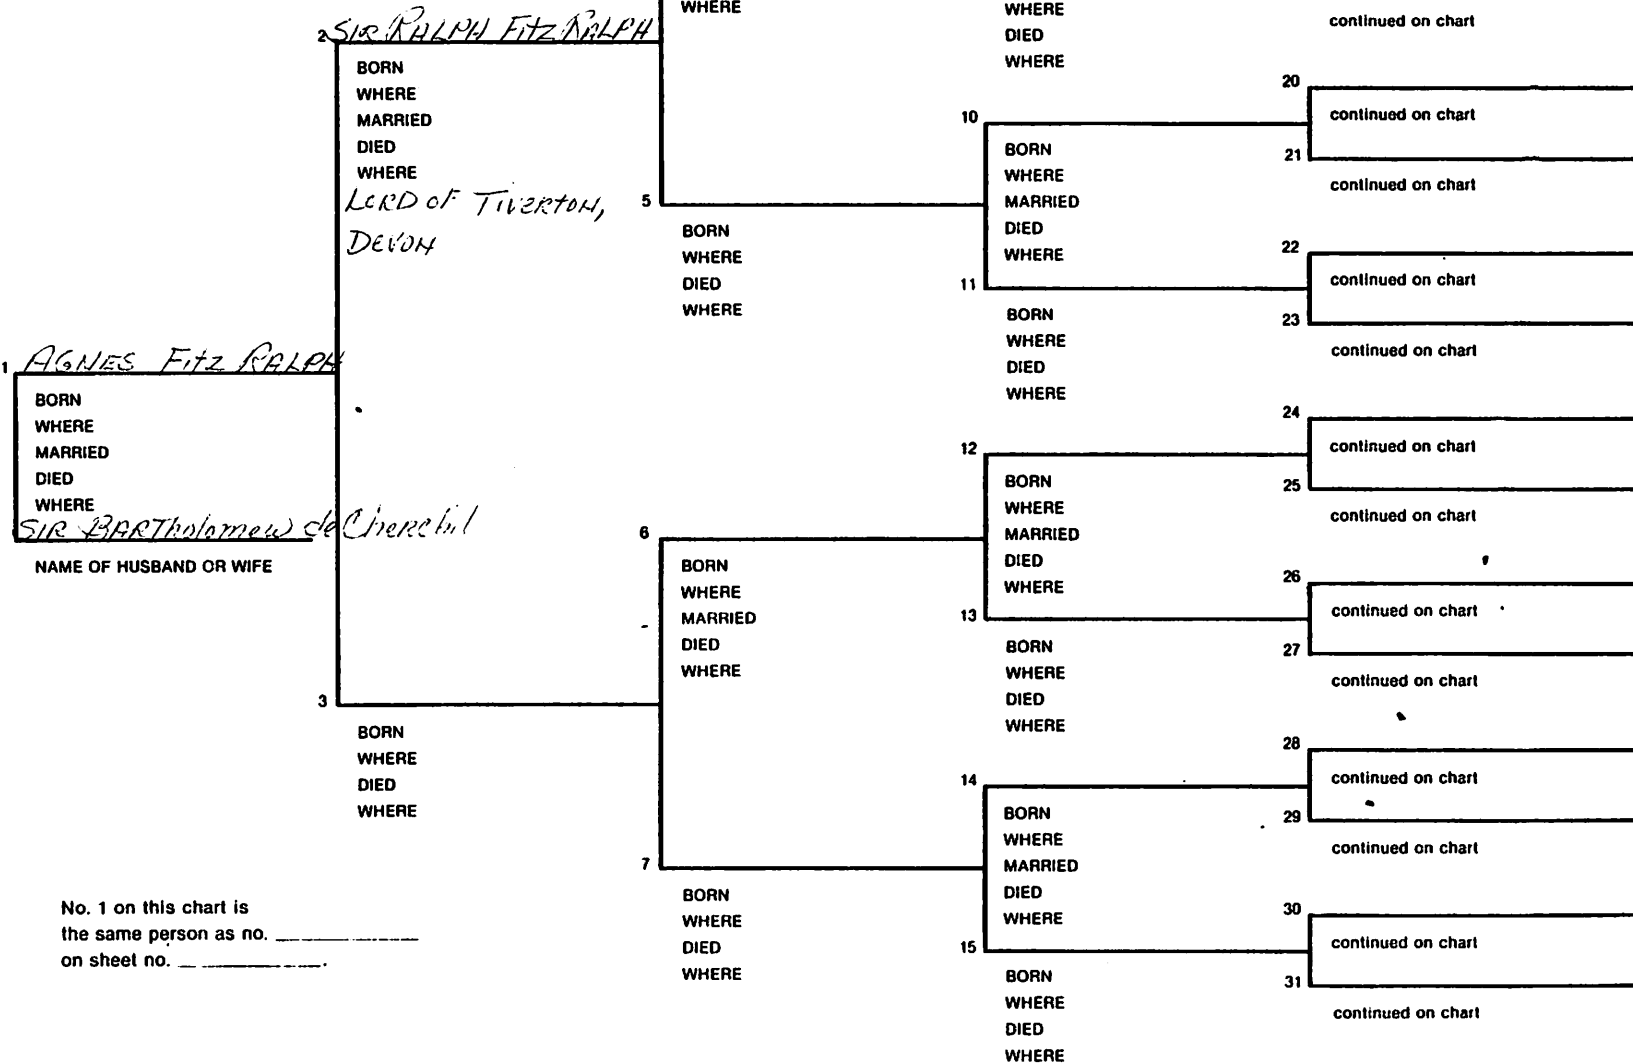 WHERE
WHERE
DIED
WHERE
continued on chart
2 SIR RALPH FITZ RALPH
BORN
WHERE
MARRIED
DIED
WHERE
LORD OF TIVERTON,
DEVON
20
continued on chart
10
BORN
WHERE
MARRIED
DIED
WHERE
21
continued on chart
5
BORN
WHERE
DIED
WHERE
22
continued on chart
11
BORN
WHERE
DIED
WHERE
23
continued on chart
1 AGNES FITZ RALPH
BORN
WHERE
MARRIED
DIED
WHERE
SIR BARTholomew de Cherchil
NAME OF HUSBAND OR WIFE
24
continued on chart
12
BORN
WHERE
MARRIED
DIED
WHERE
25
continued on chart
6
BORN
WHERE
MARRIED
DIED
WHERE
26
continued on chart
13
BORN
WHERE
DIED
WHERE
27
continued on chart
3
BORN
WHERE
DIED
WHERE
28
continued on chart
14
BORN
WHERE
MARRIED
DIED
WHERE
29
continued on chart
7
BORN
WHERE
DIED
WHERE
30
continued on chart
15
BORN
WHERE
DIED
WHERE
31
continued on chart
No. 1 on this chart is
the same person as no.
on sheet no. .